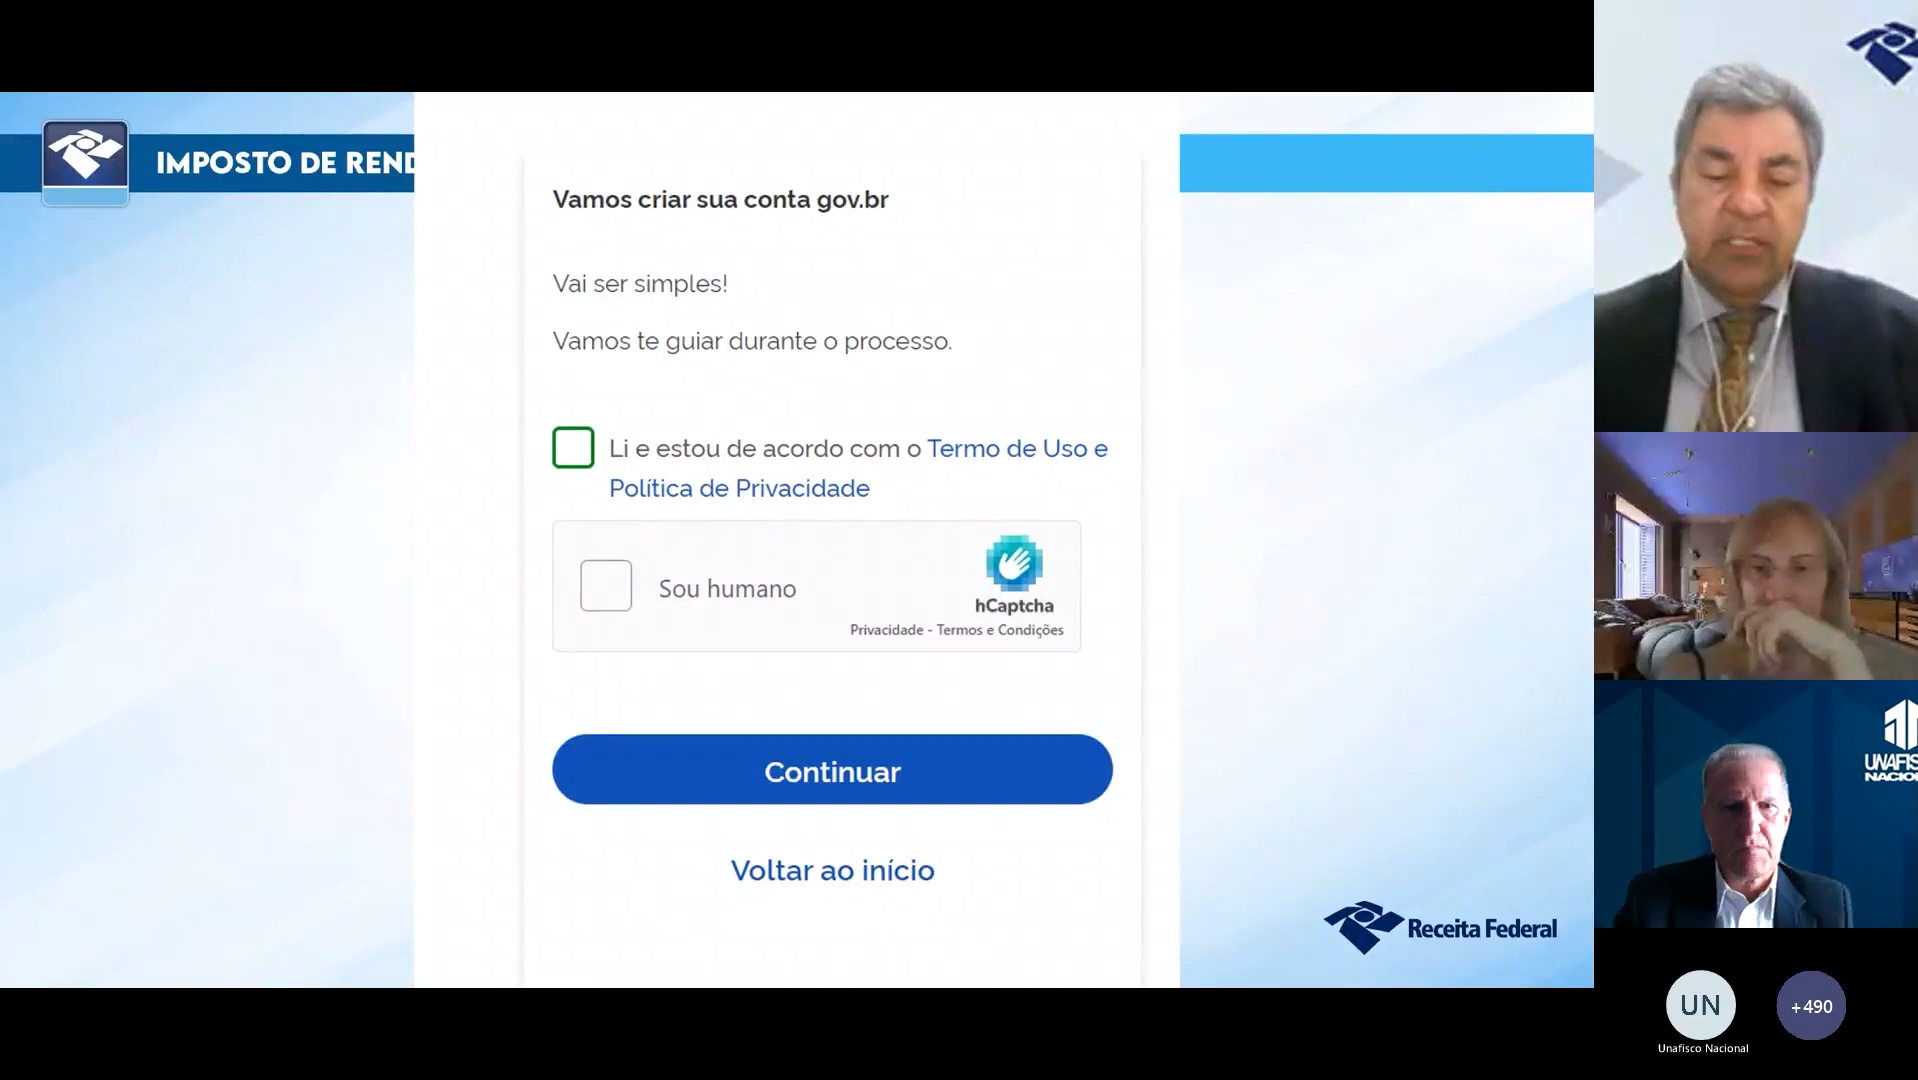 IMPOSTO DE REND
Vamos criar sua conta gov.br
Vai ser simples!
Vamos te guiar durante o processo.
Li e estou de acordo com o Termo de Uso e
Política de Privacidade
Sou humano
hCaptcha
Privacidade - Termos e Condições
Continuar
Voltar ao início
Receita Federal
UNAFIS
NACIO
UN
+490
Unafisco Nacional